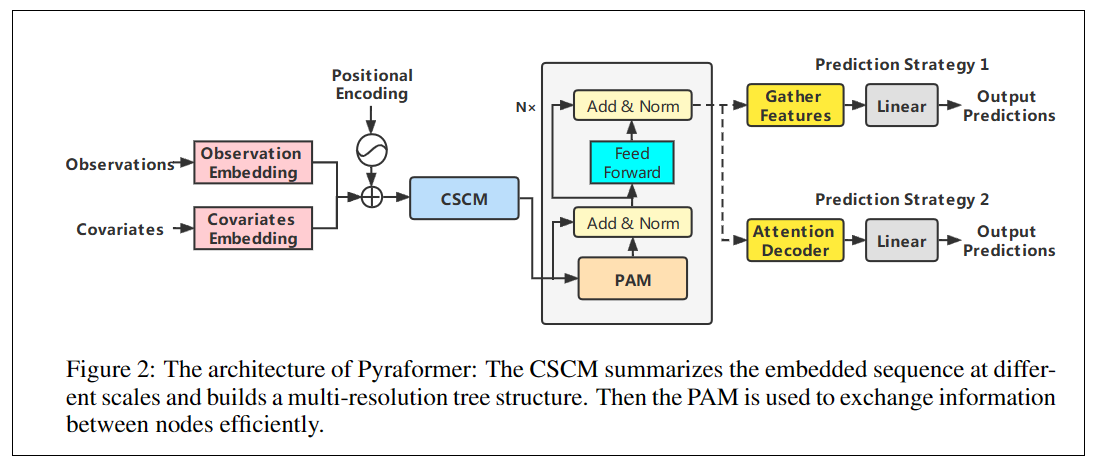 Positional
Encoding
Observations
Observation
Embedding
Covariates
Covariates
Embedding
CSCM
N×
Add & Norm
Feed
Forward
Add & Norm
PAM
Prediction Strategy 1
Gather
Features
Linear
Output
Predictions
Prediction Strategy 2
Attention
Decoder
Linear
Output
Predictions
Figure 2: The architecture of Pyraformer: The CSCM summarizes the embedded sequence at differ-
ent scales and builds a multi-resolution tree structure. Then the PAM is used to exchange information
between nodes efficiently.